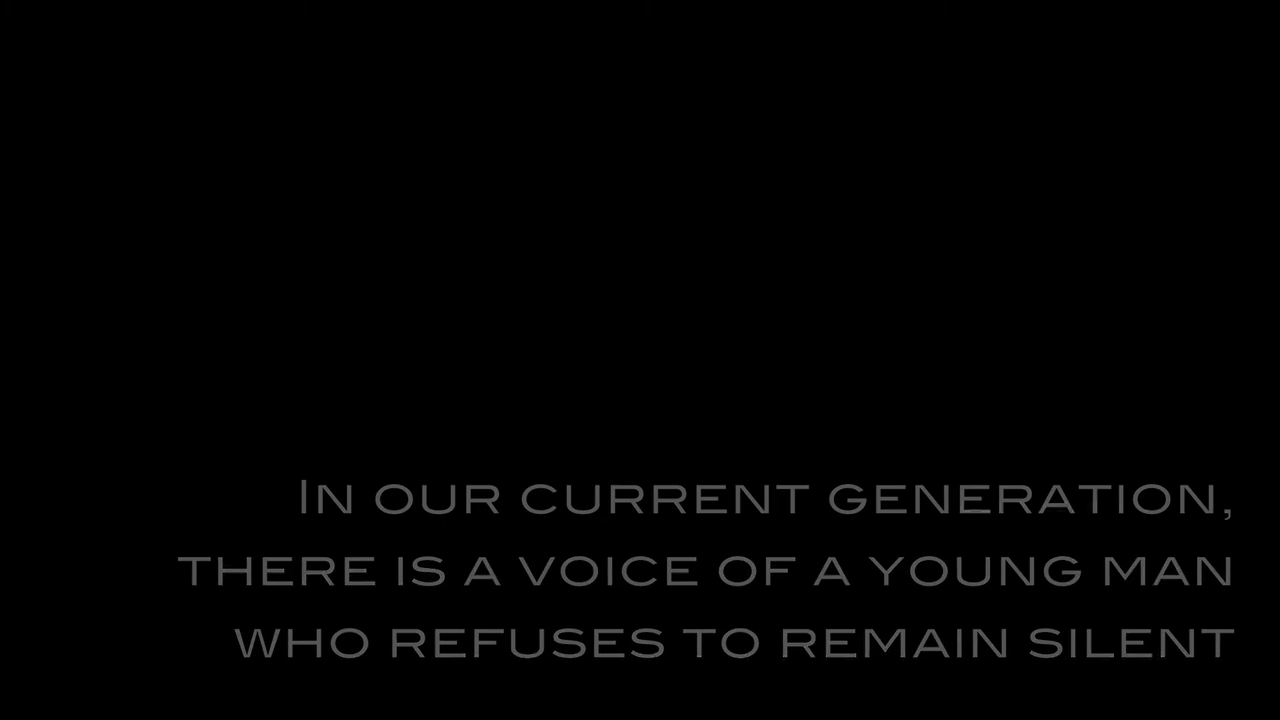 In our current generation,
there is a voice of a young man
who refuses to remain silent